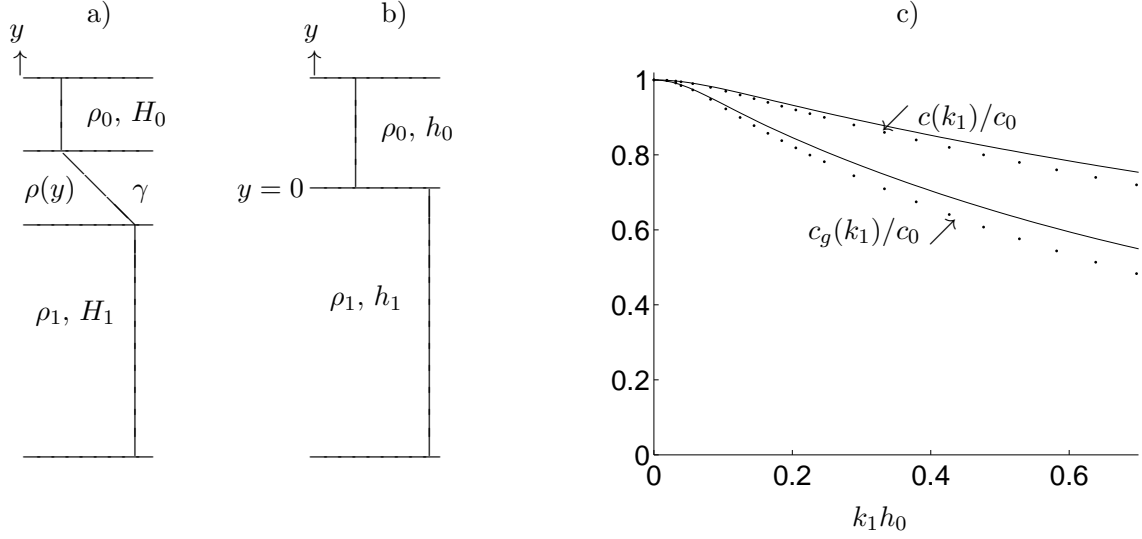 a)
y
ρ₀, H₀
ρ(y)
γ
ρ₁, H₁
b)
y
ρ₀, h₀
y = 0
ρ₁, h₁
c)
1
0.8
0.6
0.4
0.2
0
c(k₁)/c₀
c_g(k₁)/c₀
0
0.2
0.4
0.6
k₁h₀